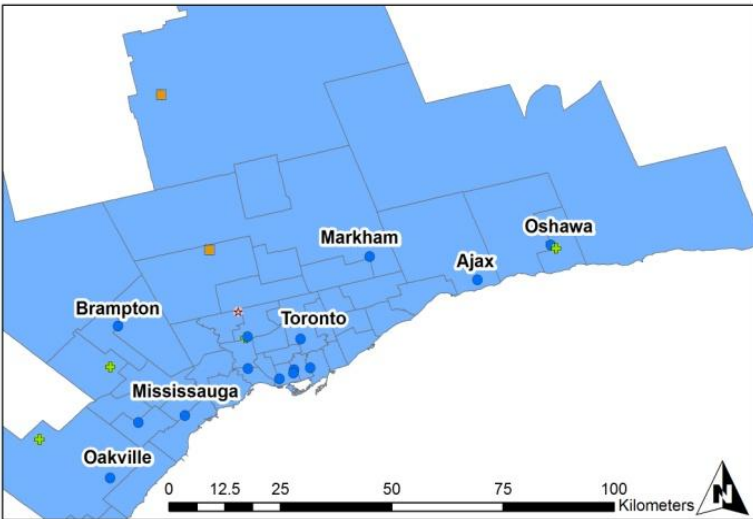 Markham
Oshawa
Ajax
Brampton
Toronto
Mississauga
Oakville
0 12.5 25 50 75 100
Kilometers
N